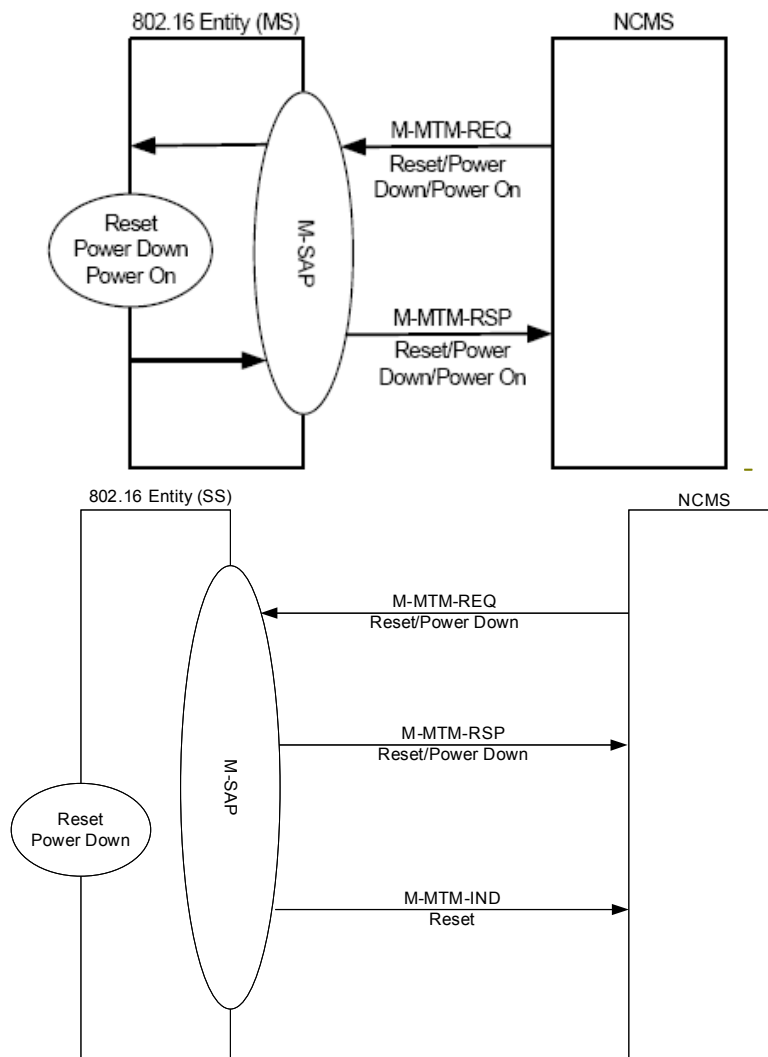 802.16 Entity (MS)
NCMS
M-MTM-REQ
Reset/Power
Down/Power On
Reset
Power Down
Power On
M-SAP
M-MTM-RSP
Reset/Power
Down/Power On
802.16 Entity (SS)
NCMS
M-MTM-REQ
Reset/Power Down
M-MTM-RSP
Reset/Power Down
M-SAP
Reset
Power Down
M-MTM-IND
Reset